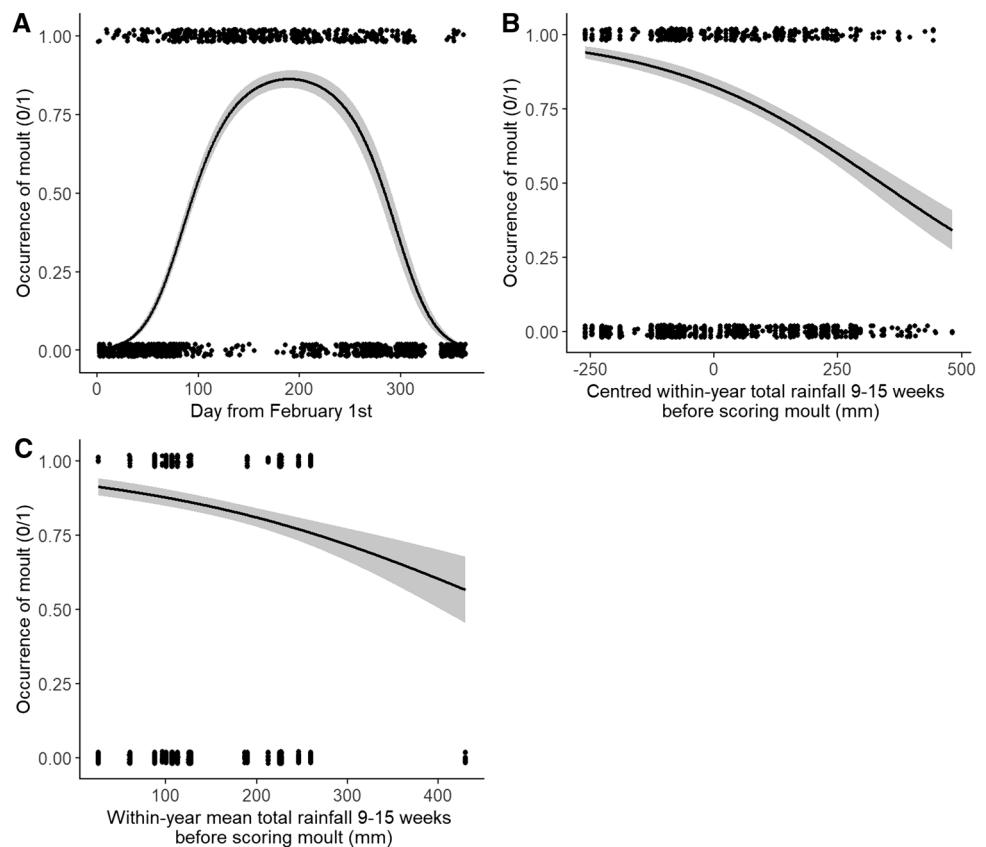 A
1.00
0.75
0.50
0.25
0.00
Occurrence of moult (0/1)
0 100 200 300
Day from February 1st
B
1.00
0.75
0.50
0.25
0.00
Occurrence of moult (0/1)
-250 0 250 500
Centred within-year total rainfall 9-15 weeks
before scoring moult (mm)
C
1.00
0.75
0.50
0.25
0.00
Occurrence of moult (0/1)
100 200 300 400
Within-year mean total rainfall 9-15 weeks
before scoring moult (mm)